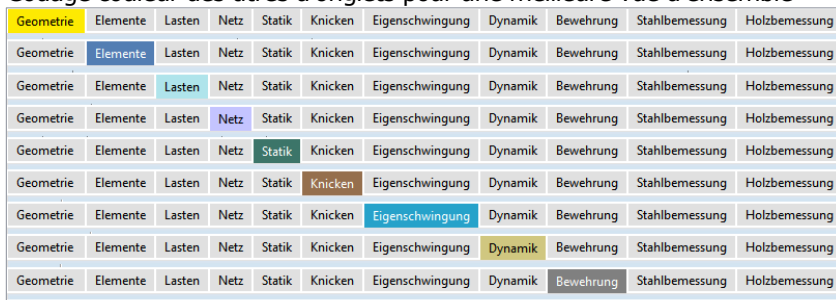 Codage couleur des titres d'onglets pour une meilleure vue d'ensemble
Geometrie Elemente Lasten Netz Statik Knicken Eigenschwingung Dynamik Bewehrung Stahlbemessung Holzbemessung
Geometrie Elemente Lasten Netz Statik Knicken Eigenschwingung Dynamik Bewehrung Stahlbemessung Holzbemessung
Geometrie Elemente Lasten Netz Statik Knicken Eigenschwingung Dynamik Bewehrung Stahlbemessung Holzbemessung
Geometrie Elemente Lasten Netz Statik Knicken Eigenschwingung Dynamik Bewehrung Stahlbemessung Holzbemessung
Geometrie Elemente Lasten Netz Statik Knicken Eigenschwingung Dynamik Bewehrung Stahlbemessung Holzbemessung
Geometrie Elemente Lasten Netz Statik Knicken Eigenschwingung Dynamik Bewehrung Stahlbemessung Holzbemessung
Geometrie Elemente Lasten Netz Statik Knicken Eigenschwingung Dynamik Bewehrung Stahlbemessung Holzbemessung
Geometrie Elemente Lasten Netz Statik Knicken Eigenschwingung Dynamik Bewehrung Stahlbemessung Holzbemessung
Geometrie Elemente Lasten Netz Statik Knicken Eigenschwingung Dynamik Bewehrung Stahlbemessung Holzbemessung